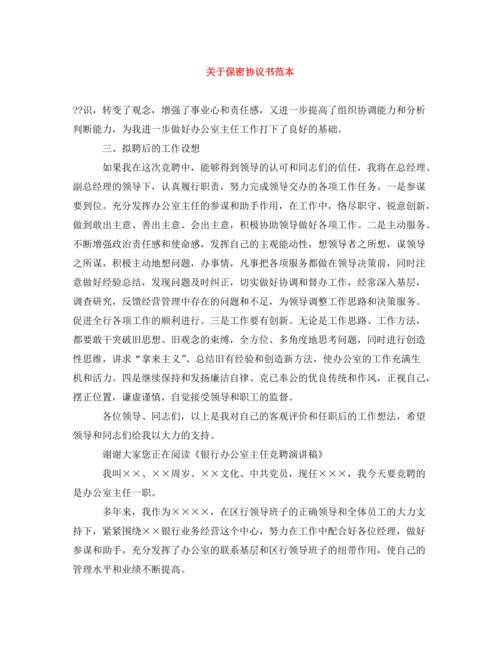 关于保密协议书范本
??识，转变了观念，增强了事业心和责任感，又进一步提高了组织协调能力和分析
判断能力，为我进一步做好办公室主任工作打下了良好的基础。
三、拟聘后的工作设想
如果我在这次竞聘中，能够得到领导的认可和同志们的信任，我将在总经理、
副总经理的领导下，认真履行职责，努力完成领导交办的各项工作任务。一是参谋
要到位。充分发挥办公室主任的参谋和助手作用，在工作中，恪尽职守、锐意创新，
做到敢出主意、善出主意、会出主意，积极协助领导做好各项工作。二是主动服务。
不断增强政治责任感和使命感，发挥自己的主观能动性，想领导者之所想，谋领导
之所谋，积极主动地想问题，办事情，凡事把各项服务都做在领导决策前，同时注
意做好经验总结，发现问题及时纠正，切实做好协调和督办工作，经常深入基层，
调查研究，反馈经营管理中存在的问题和不足，为领导调整工作思路和决策服务。
促进全行各项工作的顺利进行。三是工作要有创新。无论是工作思路、工作方法，
都要敢干突破旧思想、旧观念的束缚，全方位、多角度地思考问题，同时进行创造
性思维，讲求“拿来主义”、总结旧有经验和创造新方法，使办公室的工作充满生
机和活力。四是继续保持和发扬廉洁自律、克己奉公的优良传统和作风，正视自己，
摆正位置，谦虚谨慎，自觉接受领导和职工的监督。
各位领导、同志们，以上是我对自己的客观评价和任职后的工作想法，希望
领导和同志们给我以大力的支持。
谢谢大家您正在阅读《银行办公室主任竞聘演讲稿》
我叫××、××周岁、××文化、中共党员，现任×××，我今天要竞聘的
是办公室主任一职。
多年来，我作为××××，在区行领导班子的正确领导和全体员工的大力支
持下，紧紧围绕××银行业务经营这个中心，努力在工作中配合好各位经理，做好
参谋和助手，充分发挥了办公室的联系基层和区行领导班子的纽带作用，使自己的
管理水平和业绩不断提高。